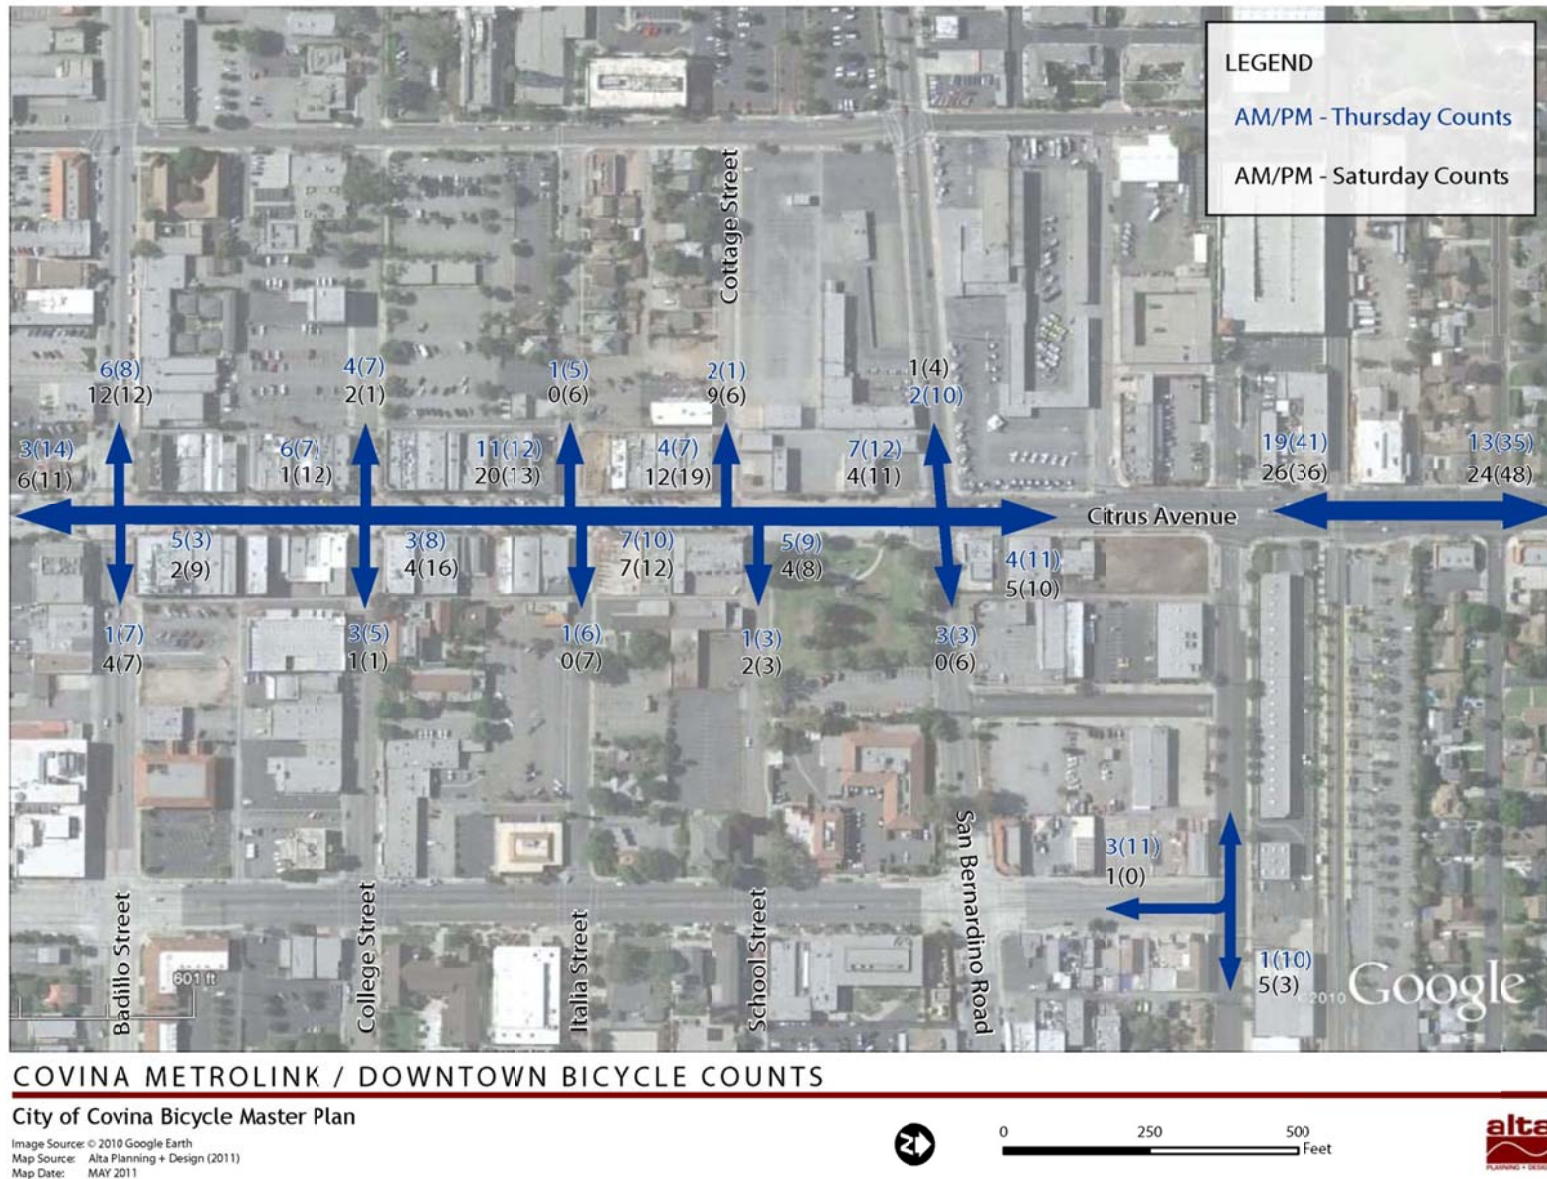 LEGEND
AM/PM - Thursday Counts
AM/PM - Saturday Counts
Cottage Street
6(8)
12(12)
4(7)
2(1)
1(5)
0(6)
2(1)
9(6)
1(4)
2(10)
3(14)
6(11)
6(7)
1(12)
11(12)
20(13)
4(7)
12(19)
7(12)
4(11)
19(41)
26(36)
13(35)
24(48)
Citrus Avenue
5(3)
2(9)
3(8)
4(16)
7(10)
7(12)
5(9)
4(8)
4(11)
5(10)
1(7)
4(7)
3(5)
1(1)
1(6)
0(7)
1(3)
2(3)
3(3)
0(6)
3(11)
1(0)
1(10)
5(3)
Badillo Street
College Street
Italia Street
School Street
San Bernardino Road
601 ft
©2010 Google
COVINA METROLINK / DOWNTOWN BICYCLE COUNTS
City of Covina Bicycle Master Plan
Image Source: © 2010 Google Earth
Map Source: Alta Planning + Design (2011)
Map Date: MAY 2011
N
0 250 500
Feet
alta
PLANNING + DESIGN